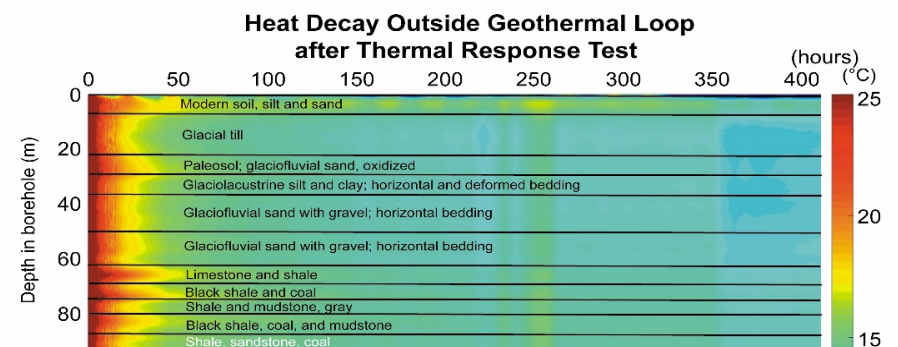 Heat Decay Outside Geothermal Loop
after Thermal Response Test
(hours)
0 50 100 150 200 250 300 350 400 (°C)
Depth in borehole (m)
0
20
40
60
80
25
20
15
Modern soil, silt and sand
Glacial till
Paleosol; glaciofluvial sand, oxidized
Glaciolacustrine silt and clay; horizontal and deformed bedding
Glaciofluvial sand with gravel; horizontal bedding
Glaciofluvial sand with gravel; horizontal bedding
Limestone and shale
Black shale and coal
Shale and mudstone, gray
Black shale, coal, and mudstone
Shale, sandstone, coal